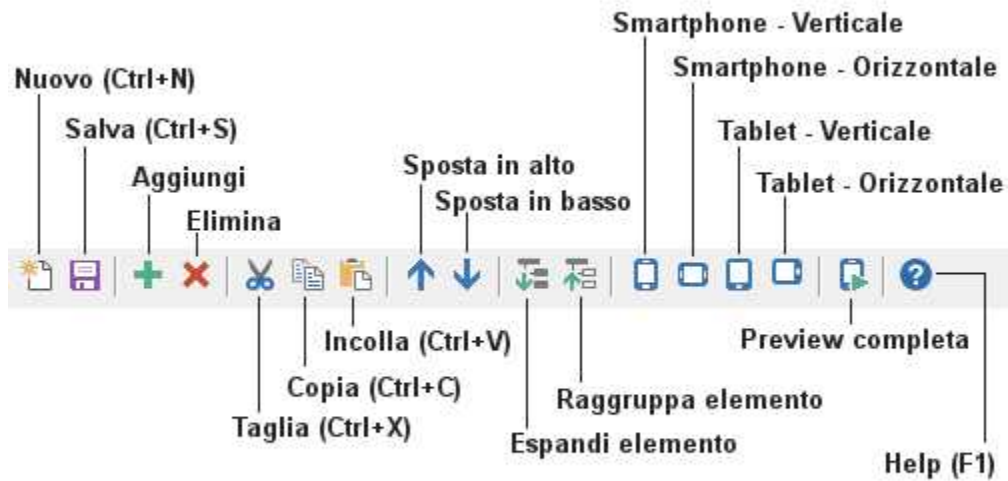 Smartphone - Verticale
Smartphone - Orizzontale
Nuovo (Ctrl+N)
Salva (Ctrl+S)
Tablet - Verticale
Sposta in alto
Aggiungi
Tablet - Orizzontale
Sposta in basso
Elimina
?
Incolla (Ctrl+V)
Preview completa
Copia (Ctrl+C)
Raggruppa elemento
Taglia (Ctrl+X)
Espandi elemento
Help (F1)